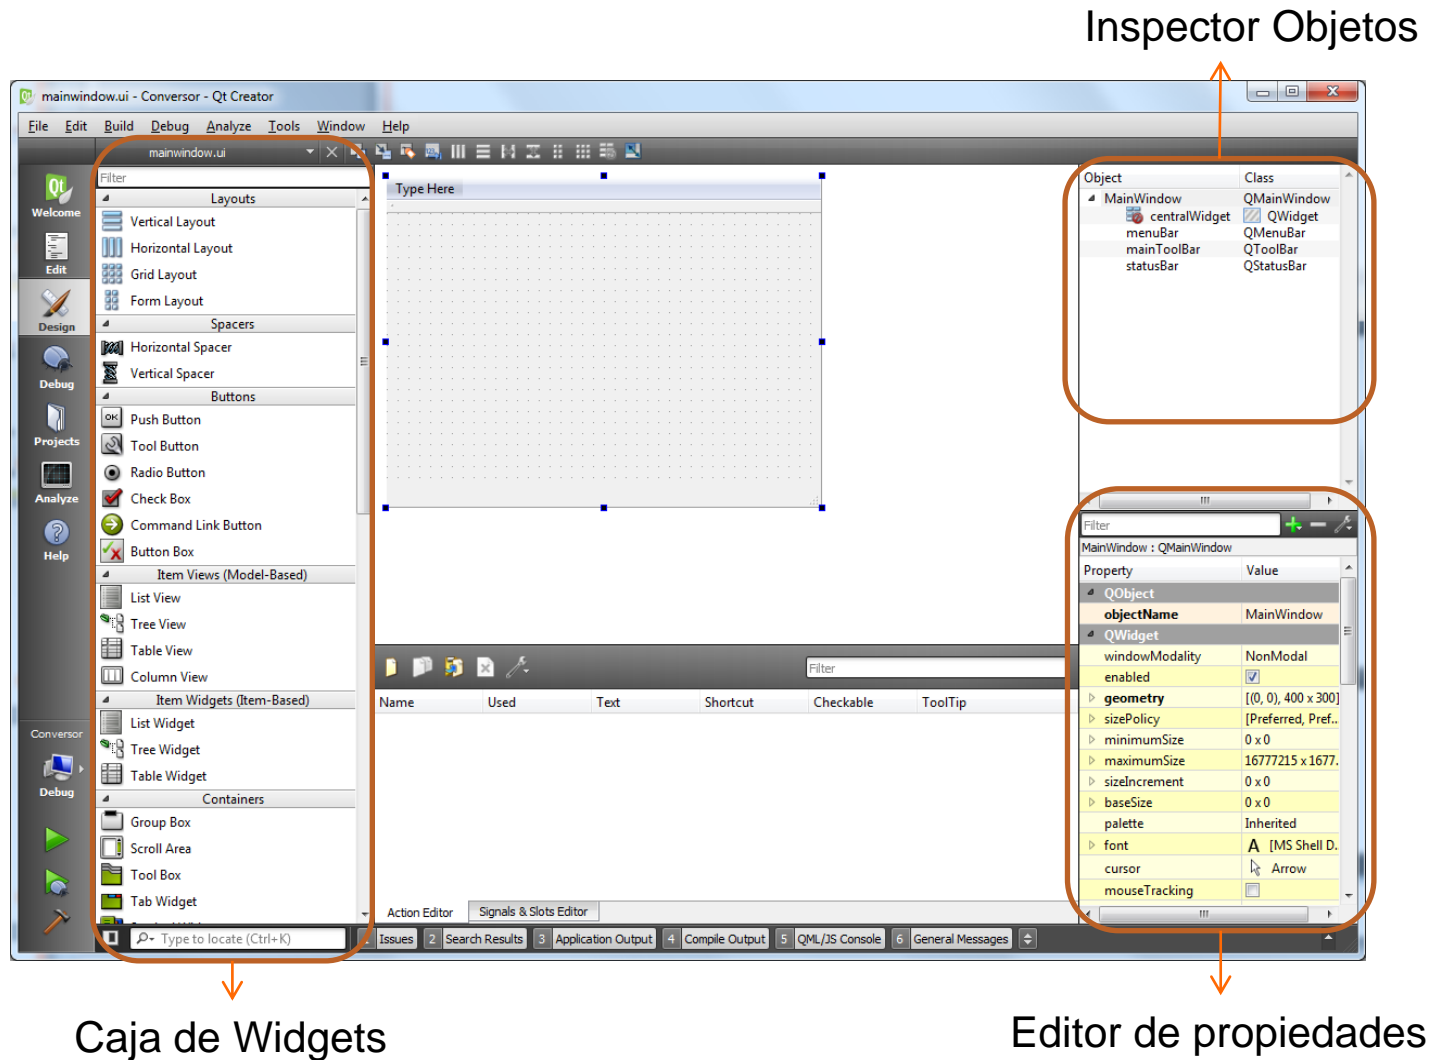 Inspector Objetos
mainwindow.ui - Conversor - Qt Creator
File Edit Build Debug Analyze Tools Window Help
mainwindow.ui
Welcome
Edit
Design
Debug
Projects
Analyze
Help
Conversor
Debug
Filter
Layouts
Vertical Layout
Horizontal Layout
Grid Layout
Form Layout
Spacers
Horizontal Spacer
Vertical Spacer
Buttons
OK Push Button
Tool Button
Radio Button
Check Box
Command Link Button
Button Box
Item Views (Model-Based)
List View
Tree View
Table View
Column View
Item Widgets (Item-Based)
List Widget
Tree Widget
Table Widget
Containers
Group Box
Scroll Area
Tool Box
Tab Widget
Type Here
Filter
Name Used Text Shortcut Checkable ToolTip
Action Editor Signals & Slots Editor
Object Class
MainWindow QMainWindow
centralWidget QWidget
menuBar QMenuBar
mainToolBar QToolBar
statusBar QStatusBar
Filter
MainWindow : QMainWindow
Property Value
QObject
objectName MainWindow
QWidget
windowModality NonModal
enabled
geometry [(0, 0), 400 x 300]
sizePolicy [Preferred, Pref...
minimumSize 0 x 0
maximumSize 16777215 x 1677...
sizeIncrement 0 x 0
baseSize 0 x 0
palette Inherited
font A [MS Shell D...
cursor Arrow
mouseTracking
Type to locate (Ctrl+K) 1 Issues 2 Search Results 3 Application Output 4 Compile Output 5 QML/JS Console 6 General Messages
Caja de Widgets
Editor de propiedades